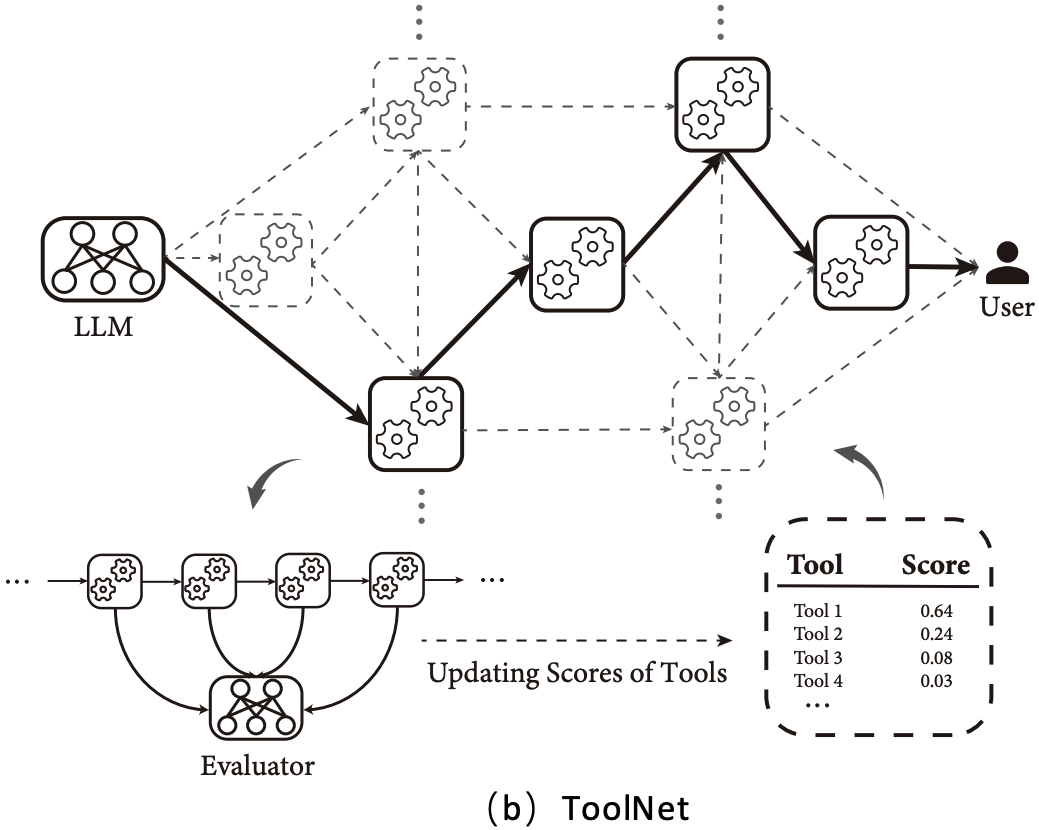 LLM
User
Tool Score
Tool 1 0.64
Tool 2 0.24
Tool 3 0.08
Tool 4 0.03
...
... ...
Updating Scores of Tools
Evaluator
(b) ToolNet